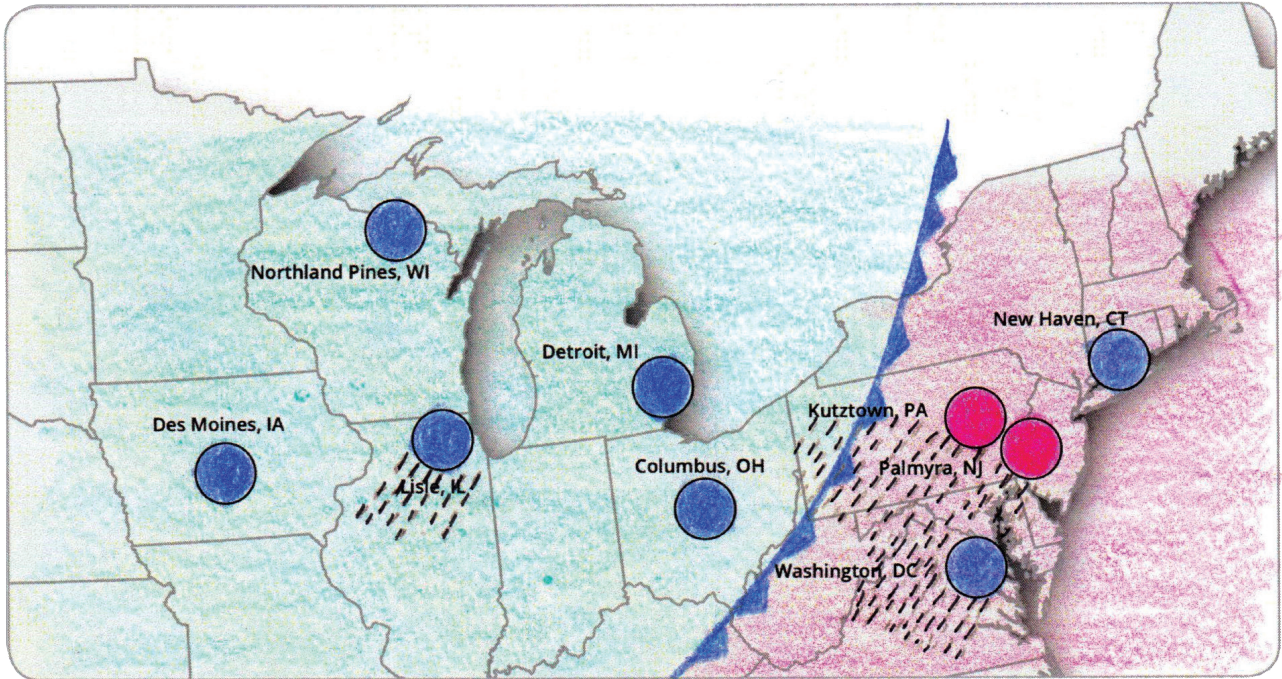 Northland Pines, WI
New Haven, CT
Detroit, MI
Kutztown, PA
Des Moines, IA
Columbus, OH
Palmyra, NJ
Lisle, IL
Washington, DC